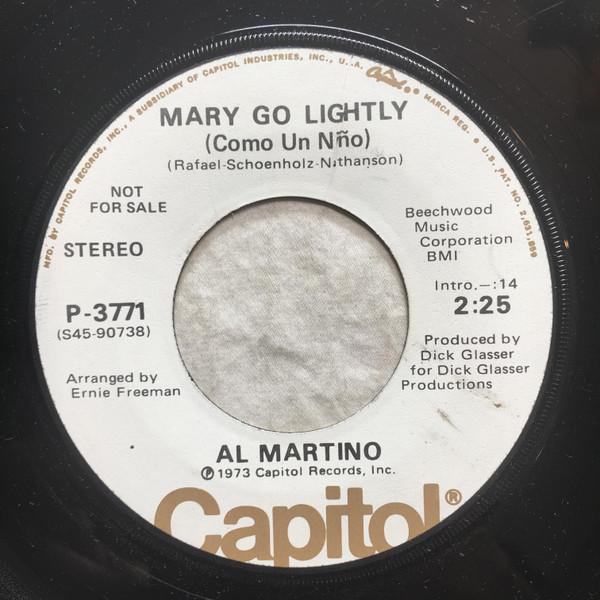 MFD. BY CAPITOL RECORDS, INC., A SUBSIDIARY OF CAPITOL INDUSTRIES, INC., U.S.A. MARCA REG. • U.S. PAT. NO. 2,631,859
MARY GO LIGHTLY
(Como Un Nño)
(Rafael-Schoenholz-Nathanson)
NOT
FOR SALE
STEREO
P-3771
(S45-90738)
Arranged by
Ernie Freeman
Beechwood
Music
Corporation
BMI
Intro.—:14
2:25
Produced by
Dick Glasser
for Dick Glasser
Productions
AL MARTINO
℗1973 Capitol Records, Inc.
Capitol®